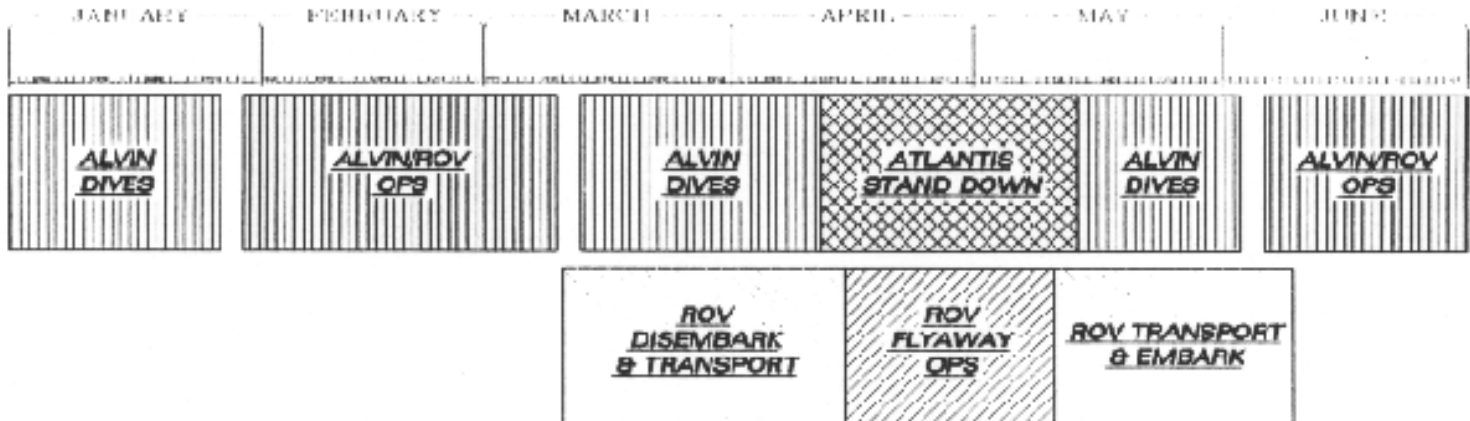 JANUARY FEBRUARY MARCH APRIL MAY JUNE
ALVIN DIVES
ALVIN/ROV OPS
ALVIN DIVES
ATLANTIS STAND DOWN
ALVIN DIVES
ALVIN/ROV OPS
ROV DISEMBARK & TRANSPORT
ROV FLYAWAY OPS
ROV TRANSPORT & EMBARK